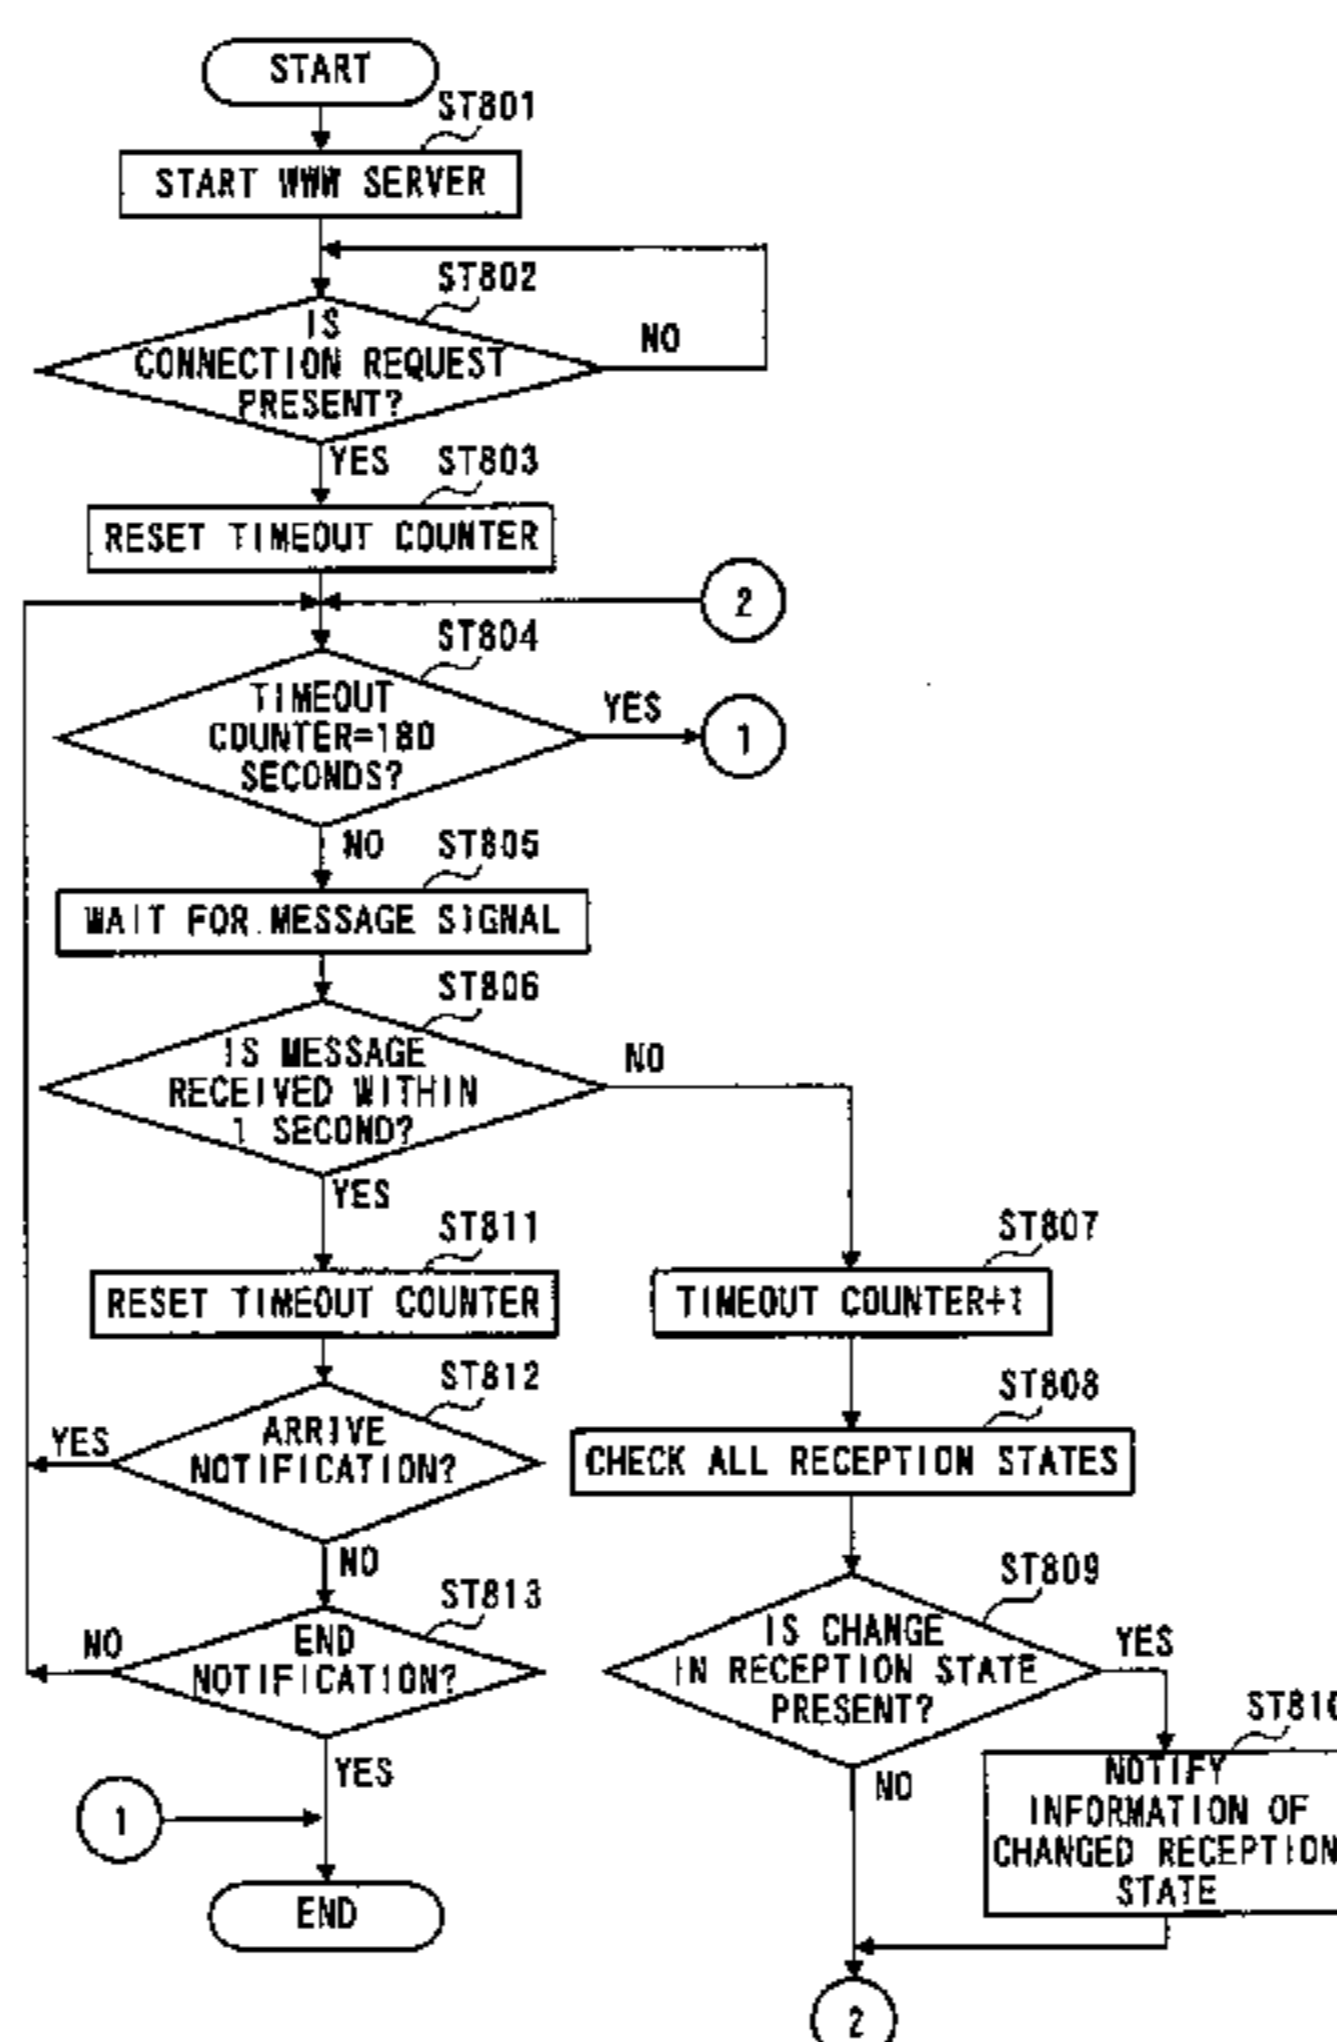 START
ST801
START WWW SERVER
ST802
IS
CONNECTION REQUEST
PRESENT?
NO
YES
ST803
RESET TIMEOUT COUNTER
2
ST804
TIMEOUT
COUNTER=180
SECONDS?
YES
1
NO
ST805
WAIT FOR MESSAGE SIGNAL
ST806
IS MESSAGE
RECEIVED WITHIN
1 SECOND?
NO
YES
ST811
RESET TIMEOUT COUNTER
ST807
TIMEOUT COUNTER+1
ST812
ARRIVE
NOTIFICATION?
YES
NO
ST808
CHECK ALL RECEPTION STATES
ST813
END
NOTIFICATION?
NO
YES
ST809
IS CHANGE
IN RECEPTION STATE
PRESENT?
YES
NO
ST810
NOTIFY
INFORMATION OF
CHANGED RECEPTION
STATE
1
END
2